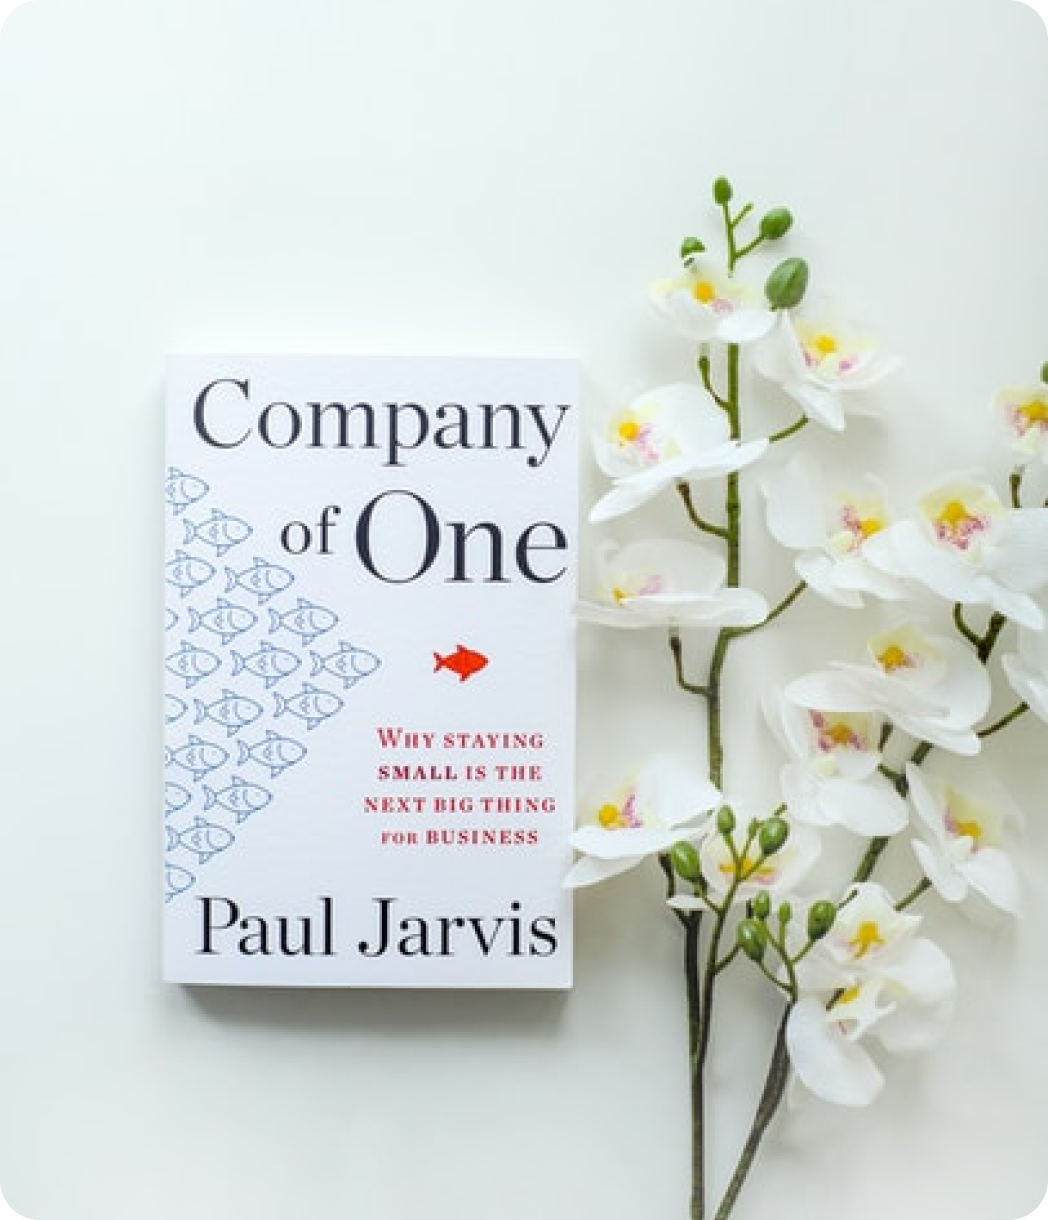 Company
of One
Why staying
small is the
next big thing
for business
Paul Jarvis